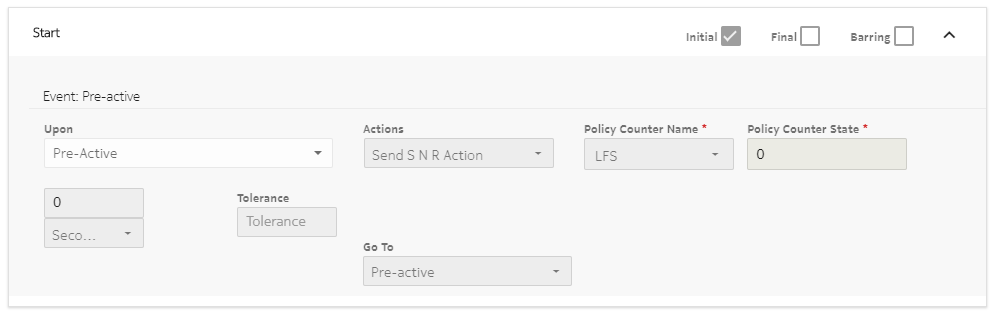 Start
Initial Final Barring
Event: Pre-active
Upon Actions Policy Counter Name * Policy Counter State *
Pre-Active Send S N R Action LFS 0
0 Tolerance
Seco... Tolerance
Go To
Pre-active